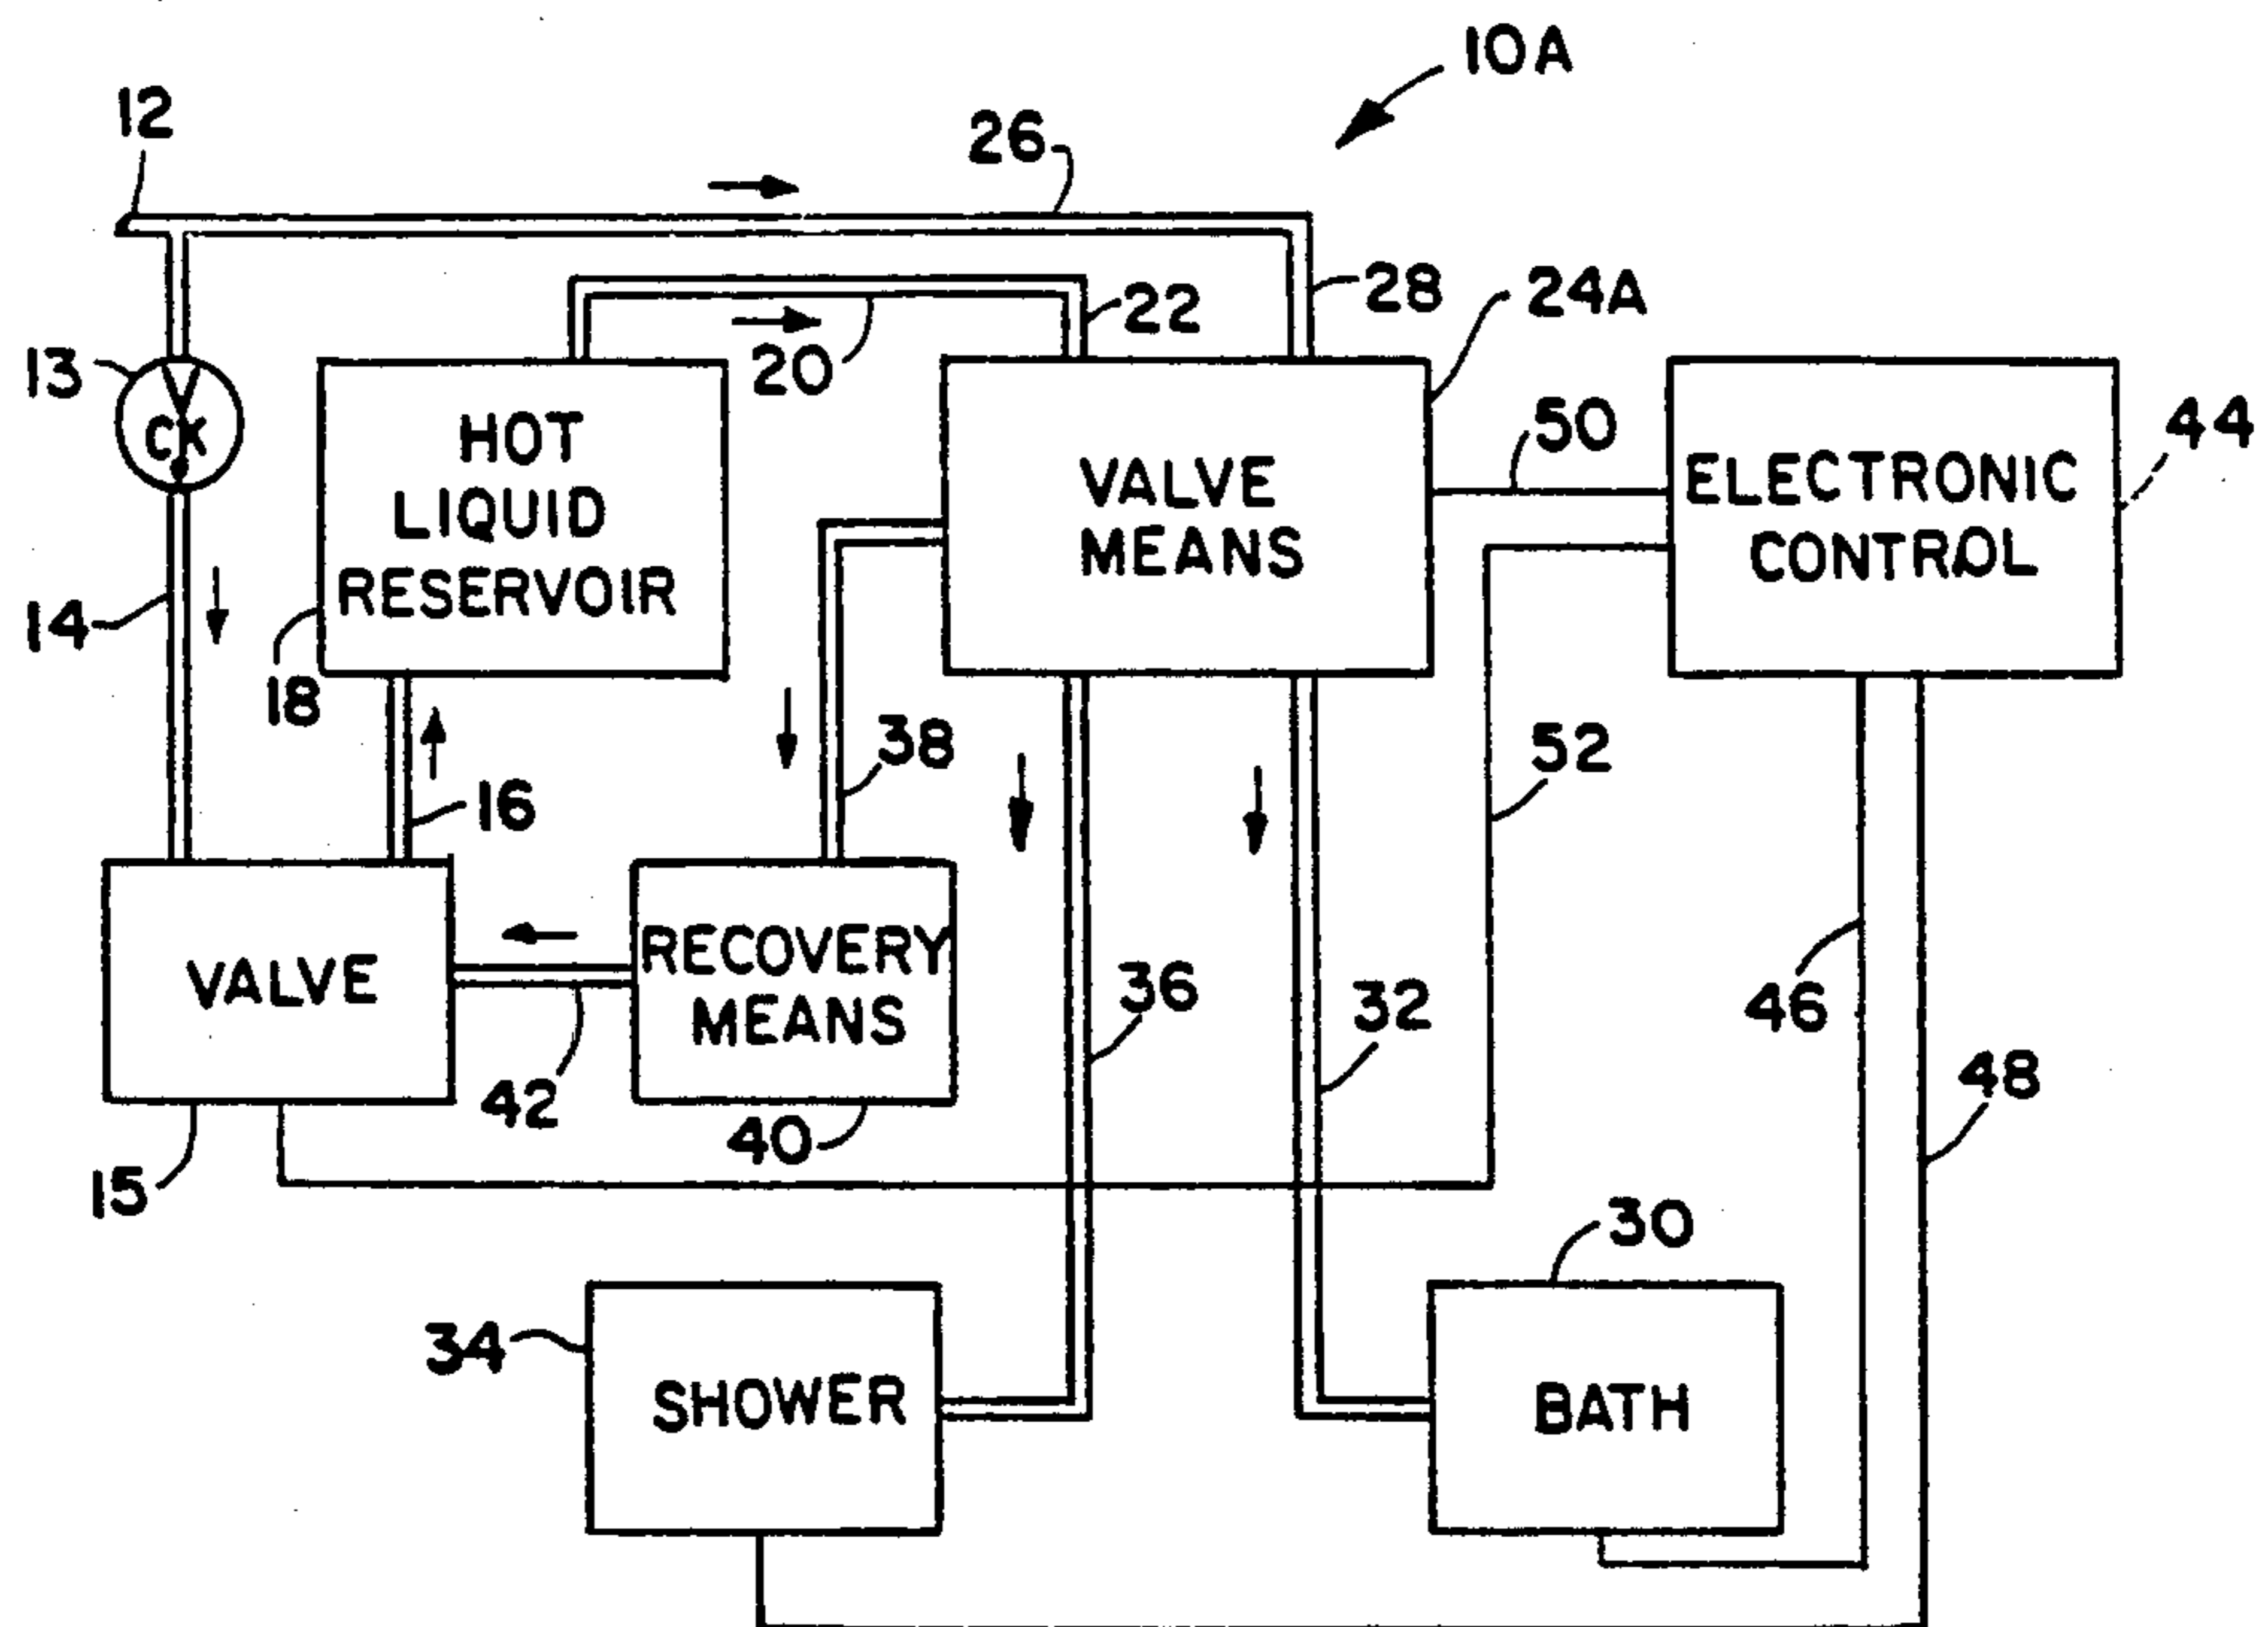 10A
12
26
28
22
24A
20
13
V
CK
HOT
LIQUID
RESERVOIR
VALVE
MEANS
50
ELECTRONIC
CONTROL
44
14
18
38
52
16
VALVE
RECOVERY
MEANS
36
32
46
42
40
48
15
30
34
SHOWER
BATH